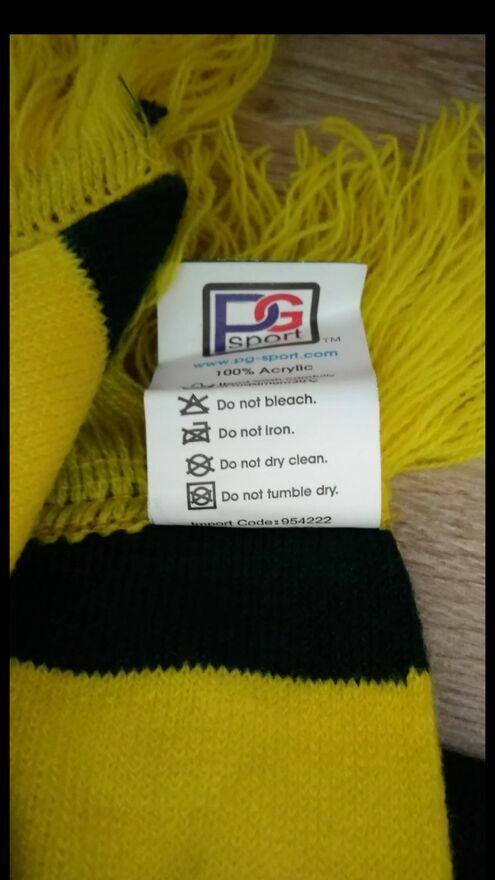 PG
sport TM
www.pg-sport.com
100% Acrylic
Do not bleach.
Do not iron.
Do not dry clean.
Do not tumble dry.
Import Code:954222